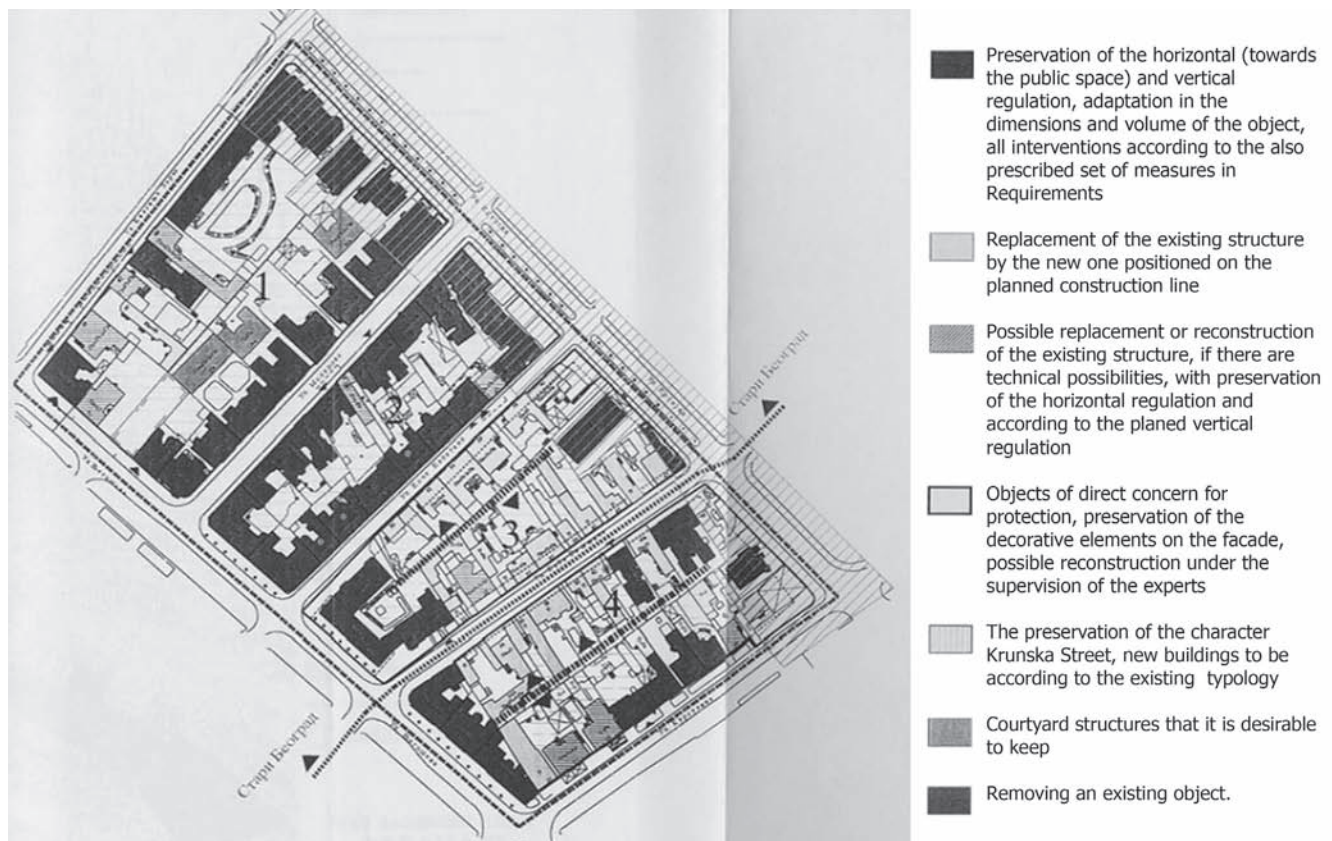 1
2
3
4
Стари Београд
Стари Београд
Preservation of the horizontal (towards
the public space) and vertical
regulation, adaptation in the
dimensions and volume of the object,
all interventions according to the also
prescribed set of measures in
Requirements
Replacement of the existing structure
by the new one positioned on the
planned construction line
Possible replacement or reconstruction
of the existing structure, if there are
technical possibilities, with preservation
of the horizontal regulation and
according to the planed vertical
regulation
Objects of direct concern for
protection, preservation of the
decorative elements on the facade,
possible reconstruction under the
supervision of the experts
The preservation of the character
Krunska Street, new buildings to be
according to the existing typology
Courtyard structures that it is desirable
to keep
Removing an existing object.